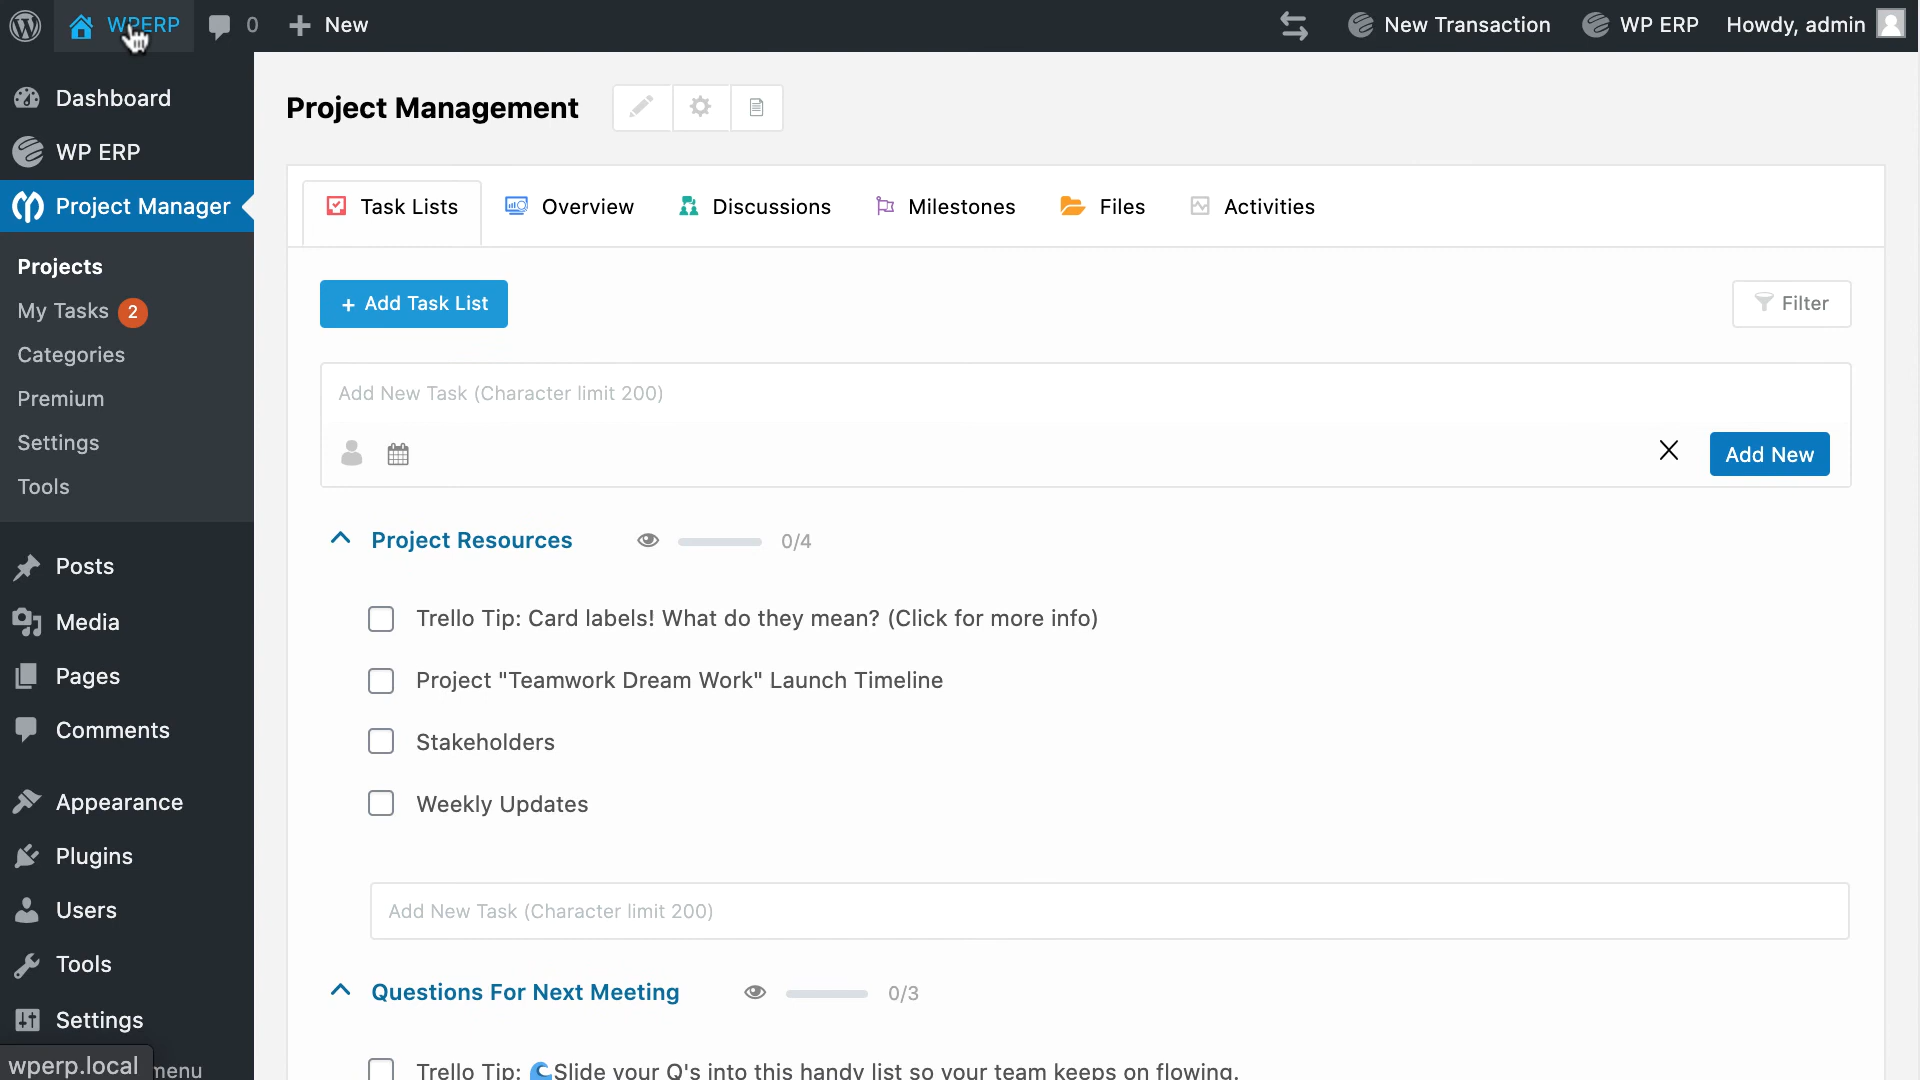 WPERP 0 + New New Transaction WP ERP Howdy, admin
Dashboard
WP ERP
Project Manager
Projects
My Tasks 2
Categories
Premium
Settings
Tools
Posts
Media
Pages
Comments
Appearance
Plugins
Users
Tools
Settings
menu
wperp.local
Project Management
Task Lists Overview Discussions Milestones Files Activities
+ Add Task List Filter
Add New Task (Character limit 200)
Add New
Project Resources 0/4
Trello Tip: Card labels! What do they mean? (Click for more info)
Project "Teamwork Dream Work" Launch Timeline
Stakeholders
Weekly Updates
Add New Task (Character limit 200)
Questions For Next Meeting 0/3
Trello Tip: 🌊Slide your Q's into this handy list so your team keeps on flowing.